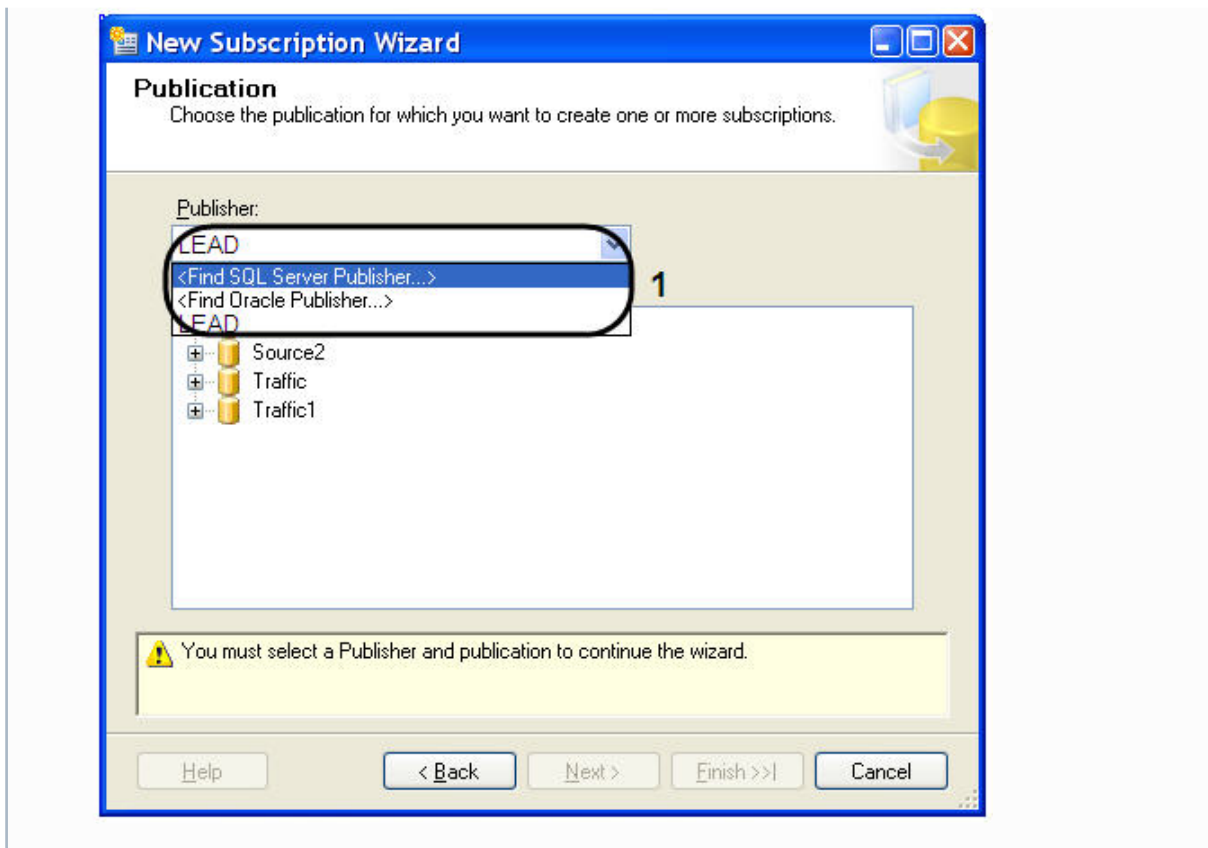 New Subscription Wizard
Publication
Choose the publication for which you want to create one or more subscriptions.
Publisher:
LEAD
<Find SQL Server Publisher...>
1
<Find Oracle Publisher...>
LEAD
Source2
Traffic
Traffic1
You must select a Publisher and publication to continue the wizard.
Help
< Back
Next >
Finish >>|
Cancel